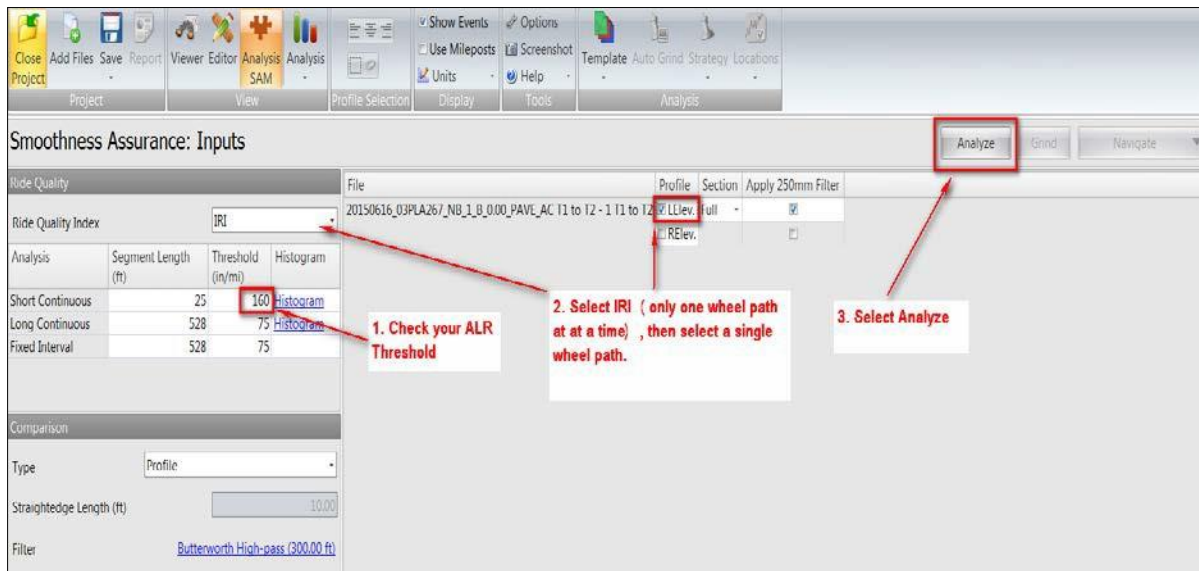 Close Project
Add Files
Save
Report
Viewer
Editor
Analysis SAM
Analysis
Show Events
Use Mileposts
Units
Options
Screenshot
Help
Template
Auto Grind
Strategy
Locations
Project
View
Profile Selection
Display
Tools
Analysis
Smoothness Assurance: Inputs
Analyze
Grind
Navigate
Ride Quality
Ride Quality Index
IRI
Analysis Segment Length (ft) Threshold (in/mi) Histogram
Short Continuous 25 160 Histogram
Long Continuous 528 75 Histogram
Fixed Interval 528 75
File Profile Section Apply 250mm Filter
20150616_03PLA267_NB_1_B_0.00_PAVE_AC T1 to T2 - 1 T1 to T2 LElev. Full
RElev.
1. Check your ALR
Threshold
2. Select IRI ( only one wheel path
at at a time) , then select a single
wheel path.
3. Select Analyze
Comparison
Type Profile
Straightedge Length (ft) 10.00
Filter Butterworth High-pass (300.00 ft)